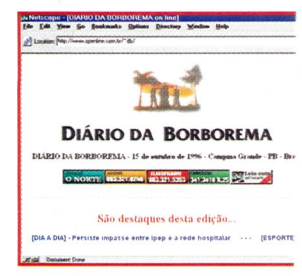 Netscape - [DIARIO DA BORBOREMA on line]
File Edit View Go Bookmarks Options Directory Window Help
Location:
DIÁRIO DA BORBOREMA
DIÁRIO DA BORBOREMA - 15 de outubro de 1996 - Campina Grande - PB - Bra
O NORTE
São destaques desta edição...
[DIA A DIA] - Persiste impasse entre Ipep e a rede hospitalar - - - [ESPORTE
Document Done